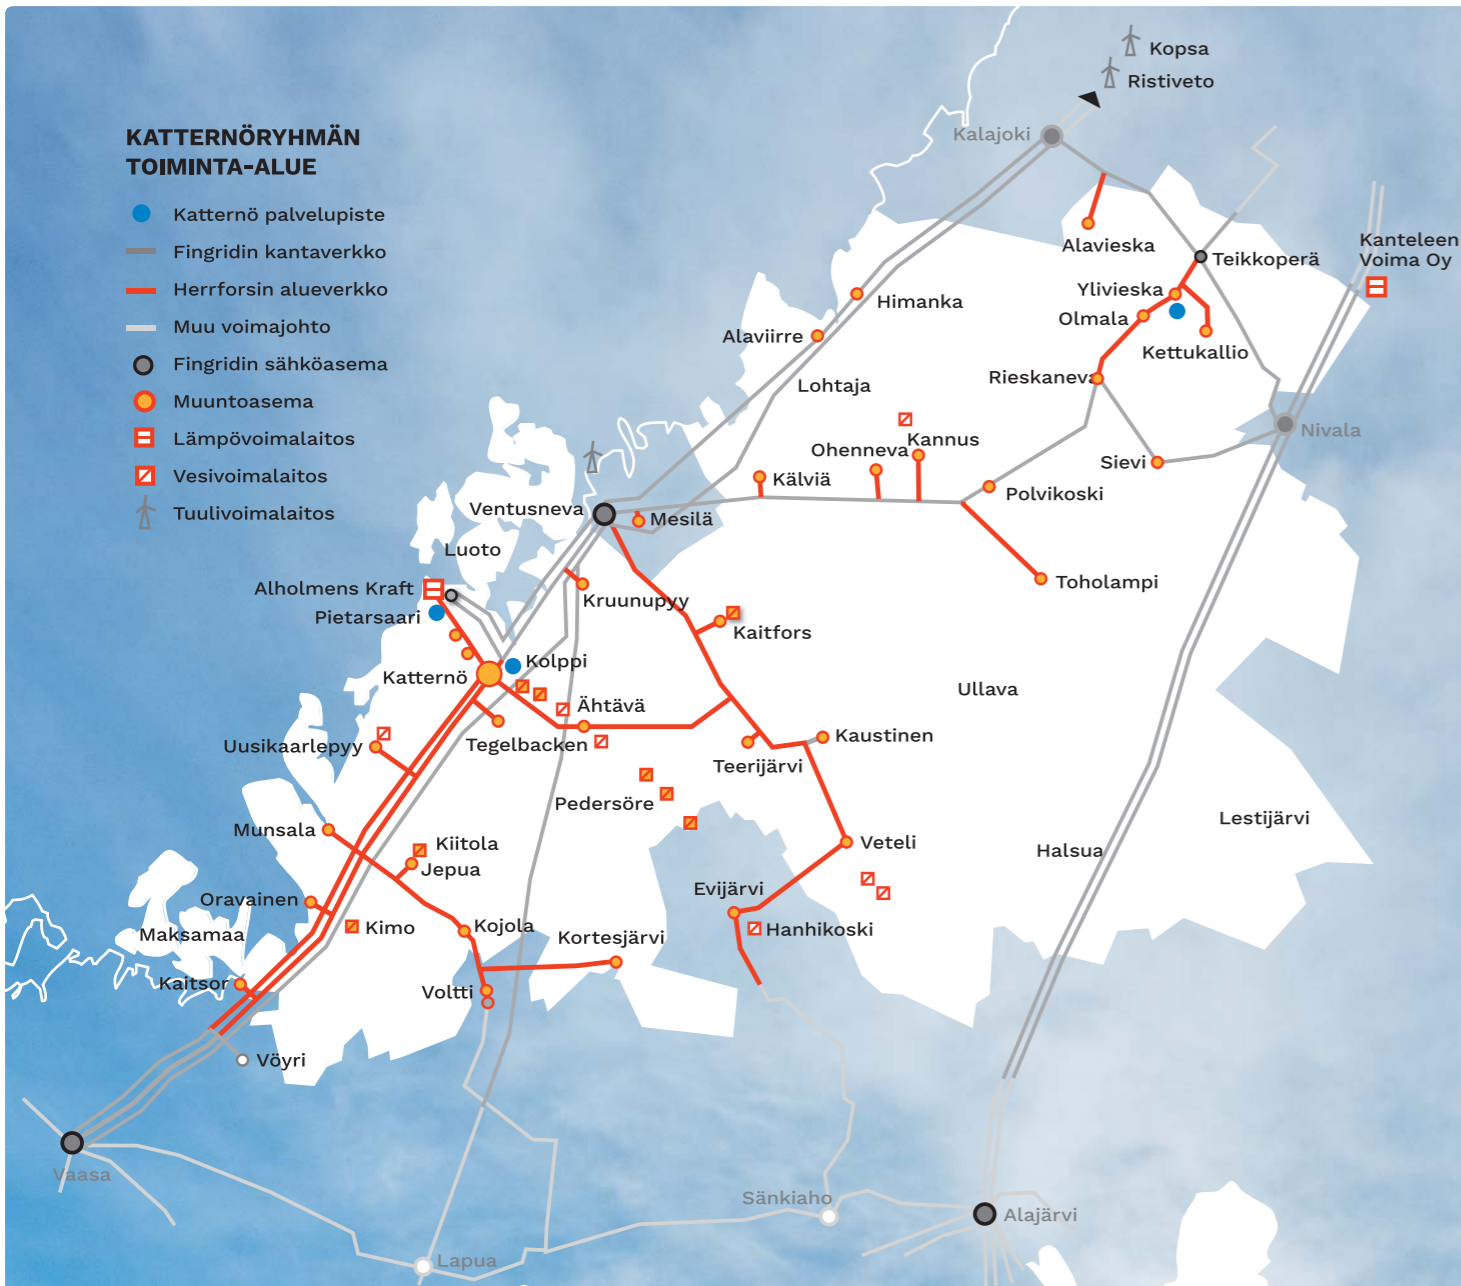 KATTERNÖRYHMÄN
TOIMINTA-ALUE
Katternö palvelupiste
Fingridin kantaverkko
Herrforsin alueverkko
Muu voimajohto
Fingridin sähköasema
Muuntoasema
Lämpövoimalaitos
Vesivoimalaitos
Tuulivoimalaitos
Kopsa
Ristiveto
Kalajoki
Alavieska
Teikkoperä
Kanteleen
Voima Oy
Ylivieska
Olmala
Kettukallio
Himanka
Alaviirre
Lohtaja
Rieskaneva
Nivala
Kannus
Ohenneva
Sievi
Kälviä
Polvikoski
Ventusneva
Mesilä
Luoto
Toholampi
Alholmens Kraft
Pietarsaari
Kruunupyy
Kaitfors
Kolppi
Katternö
Ullava
Ähtävä
Tegelbacken
Uusikaarlepyy
Kaustinen
Teerijärvi
Pedersöre
Lestijärvi
Munsala
Kiitola
Jepua
Veteli
Halsua
Evijärvi
Oravainen
Kimo
Kojola
Hanhikoski
Maksamaa
Kortesjärvi
Kaitsor
Voltti
Vöyri
Vaasa
Sänkiaho
Alajärvi
Lapua